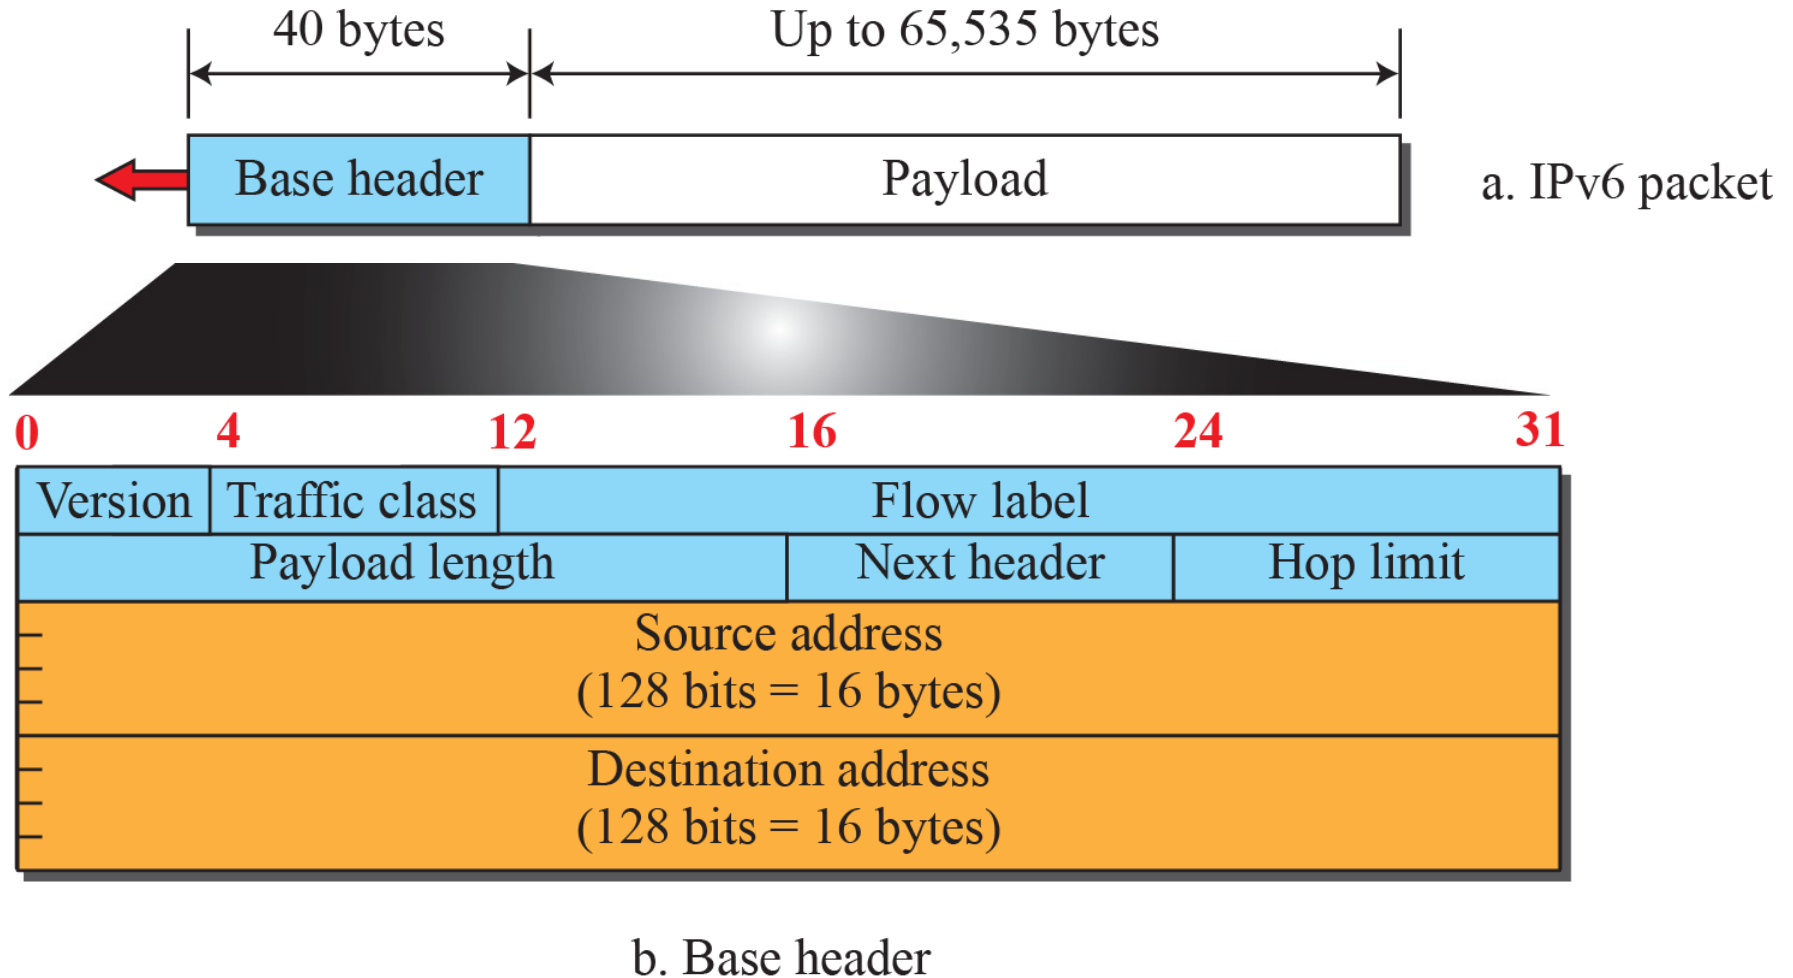 40 bytes Up to 65,535 bytes
Base header Payload a. IPv6 packet
0 4 12 16 24 31
Version Traffic class Flow label
Payload length Next header Hop limit
Source address
(128 bits = 16 bytes)
Destination address
(128 bits = 16 bytes)
b. Base header